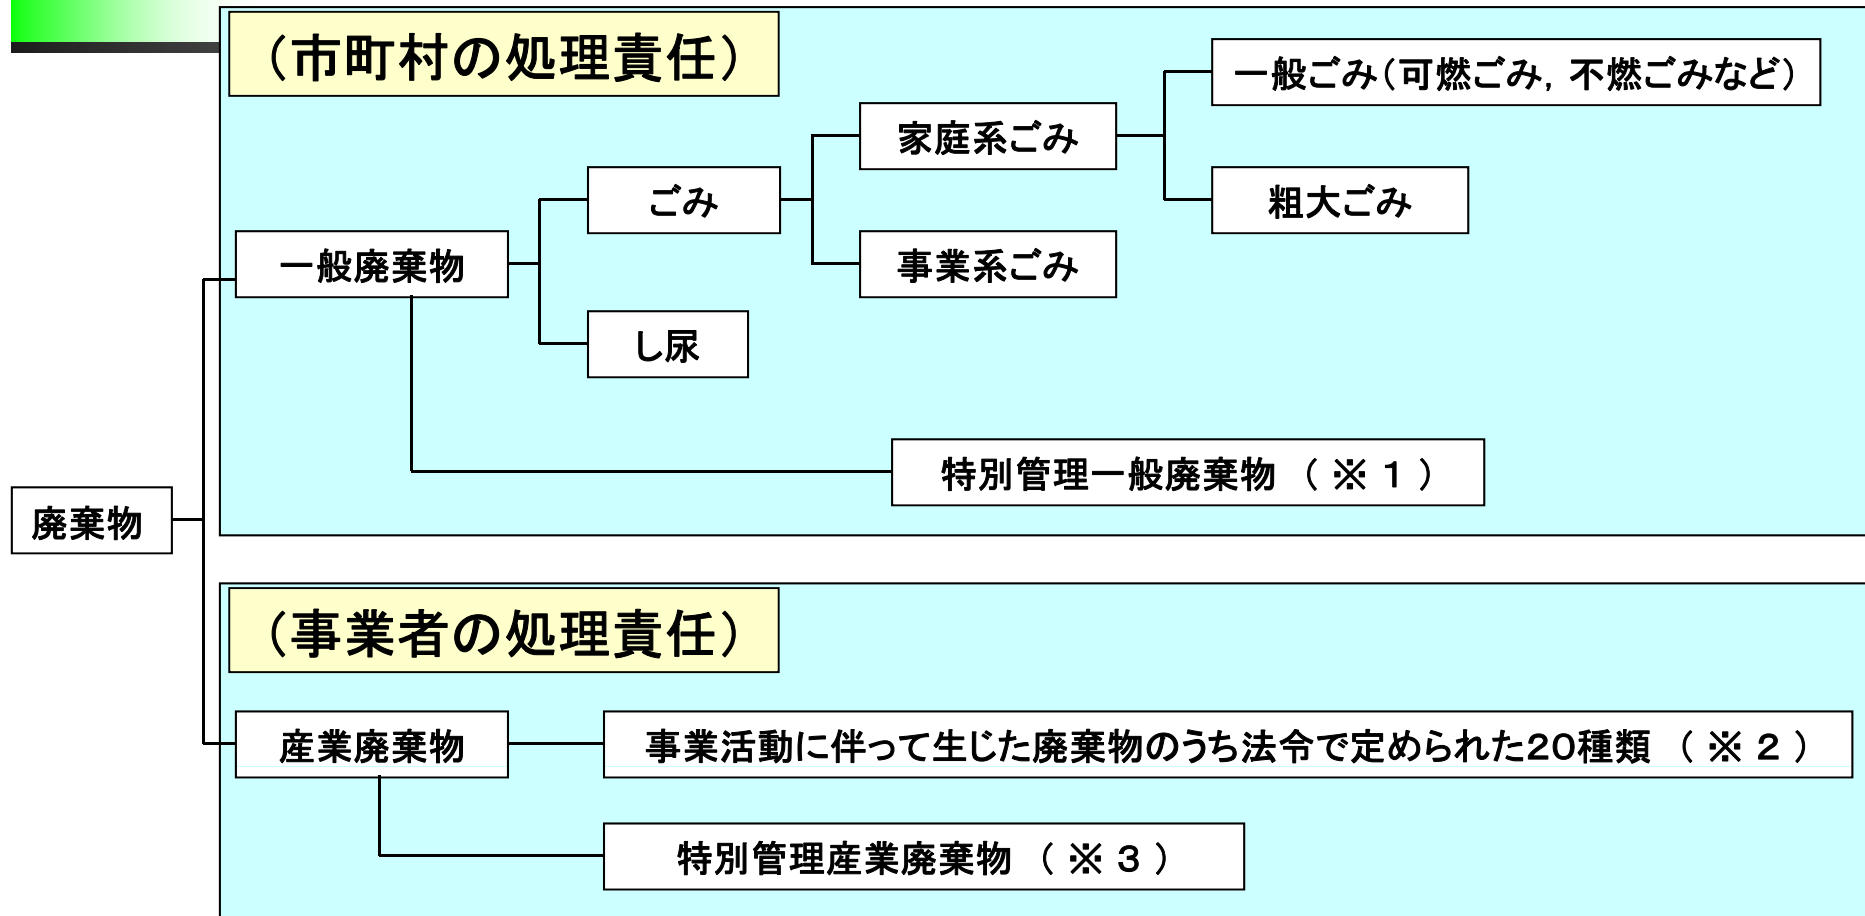 （市町村の処理責任）
一般ごみ（可燃ごみ，不燃ごみなど）
家庭系ごみ
ごみ
粗大ごみ
一般廃棄物
事業系ごみ
し尿
特別管理一般廃棄物 （ ※ １ ）
廃棄物
（事業者の処理責任）
産業廃棄物
事業活動に伴って生じた廃棄物のうち法令で定められた２０種類 （ ※ ２ ）
特別管理産業廃棄物 （ ※ ３ ）